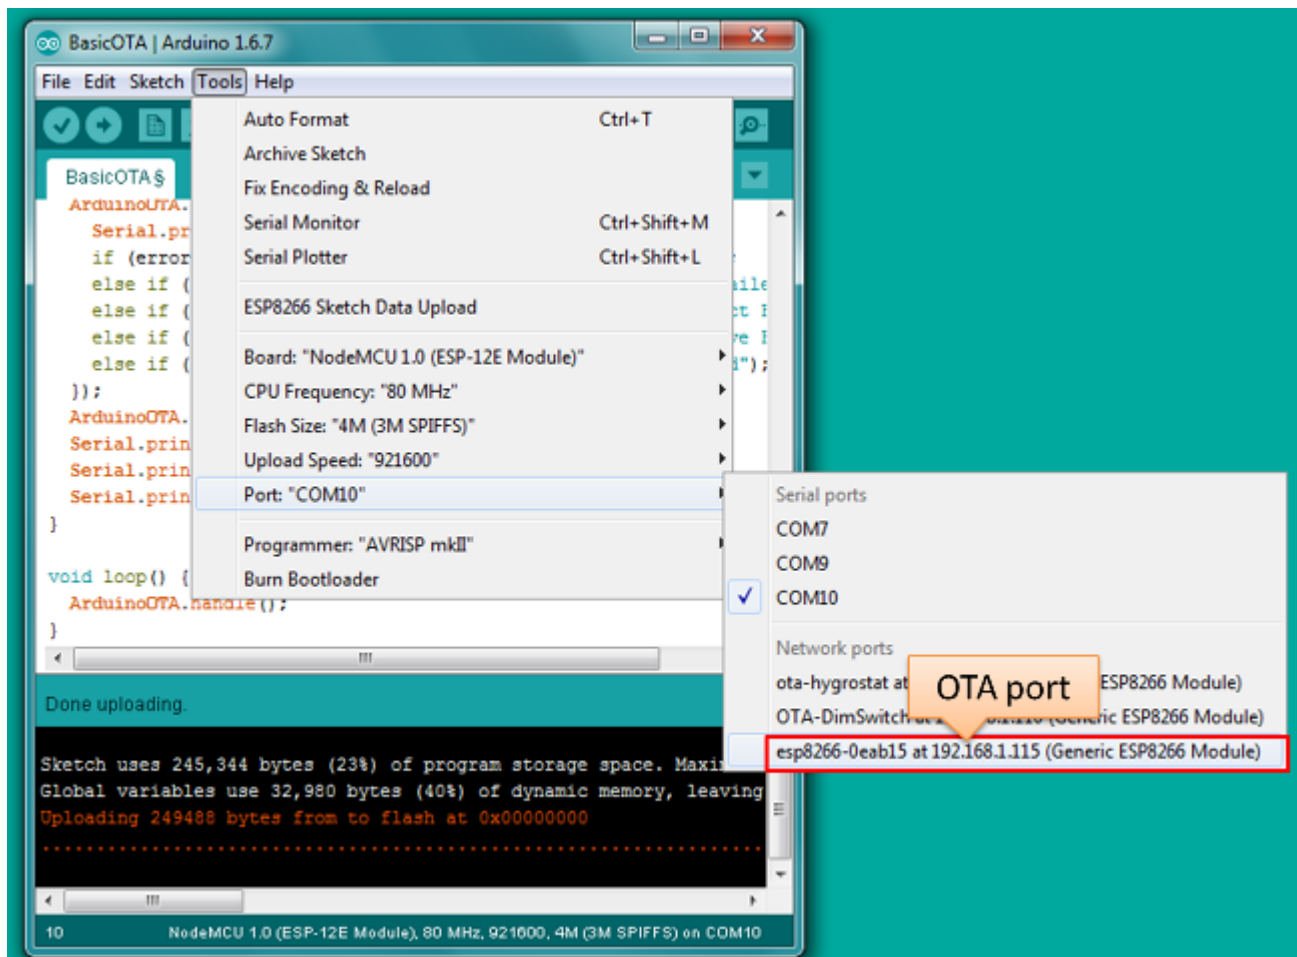 BasicOTA | Arduino 1.6.7
File Edit Sketch Tools Help
Auto Format Ctrl+T
Archive Sketch
Fix Encoding & Reload
Serial Monitor Ctrl+Shift+M
Serial Plotter Ctrl+Shift+L
ESP8266 Sketch Data Upload
Board: "NodeMCU 1.0 (ESP-12E Module)"
CPU Frequency: "80 MHz"
Flash Size: "4M (3M SPIFFS)"
Upload Speed: "921600"
Port: "COM10"
Programmer: "AVRISP mkII"
Burn Bootloader
BasicOTA§
ArduinoOTA.
Serial.pr
if (error
else if (
else if (
else if (
else if ( d");
});
ArduinoOTA.
Serial.prin
Serial.prin
Serial.prin
}
void loop() {
ArduinoOTA.handle();
}
Serial ports
COM7
COM9
COM10
Network ports
ota-hygrostat at ESP8266 Module)
OTA-DimSwitch (Generic ESP8266 Module)
esp8266-0eab15 at 192.168.1.115 (Generic ESP8266 Module)
OTA port
Done uploading.
Sketch uses 245,344 bytes (23%) of program storage space.
Global variables use 32,980 bytes (40%) of dynamic memory, leaving
Uploading 249488 bytes from to flash at 0x00000000
................................................................
10 NodeMCU 1.0 (ESP-12E Module), 80 MHz, 921600, 4M (3M SPIFFS) on COM10